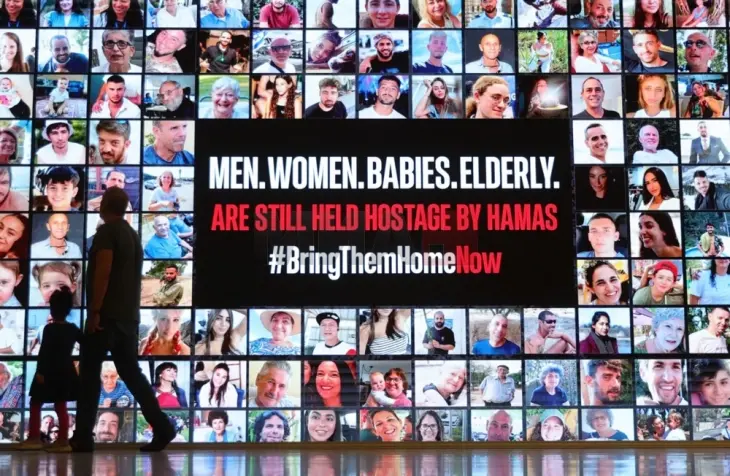 MEN.WOMEN.BABIES.ELDERLY.
ARE STILL HELD HOSTAGE BY HAMAS
#BringThemHomeNow